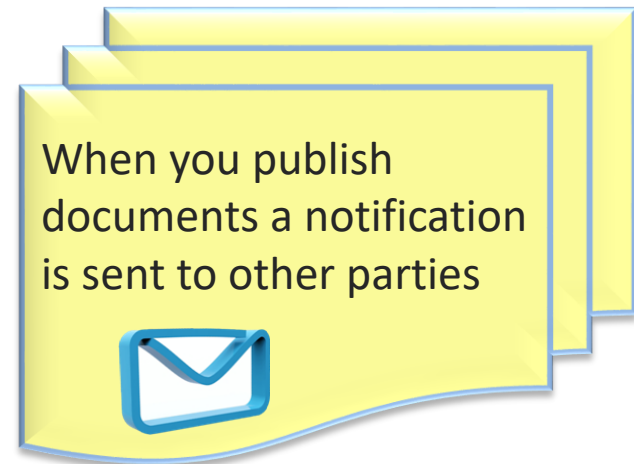 When you publish
documents a notification
is sent to other parties